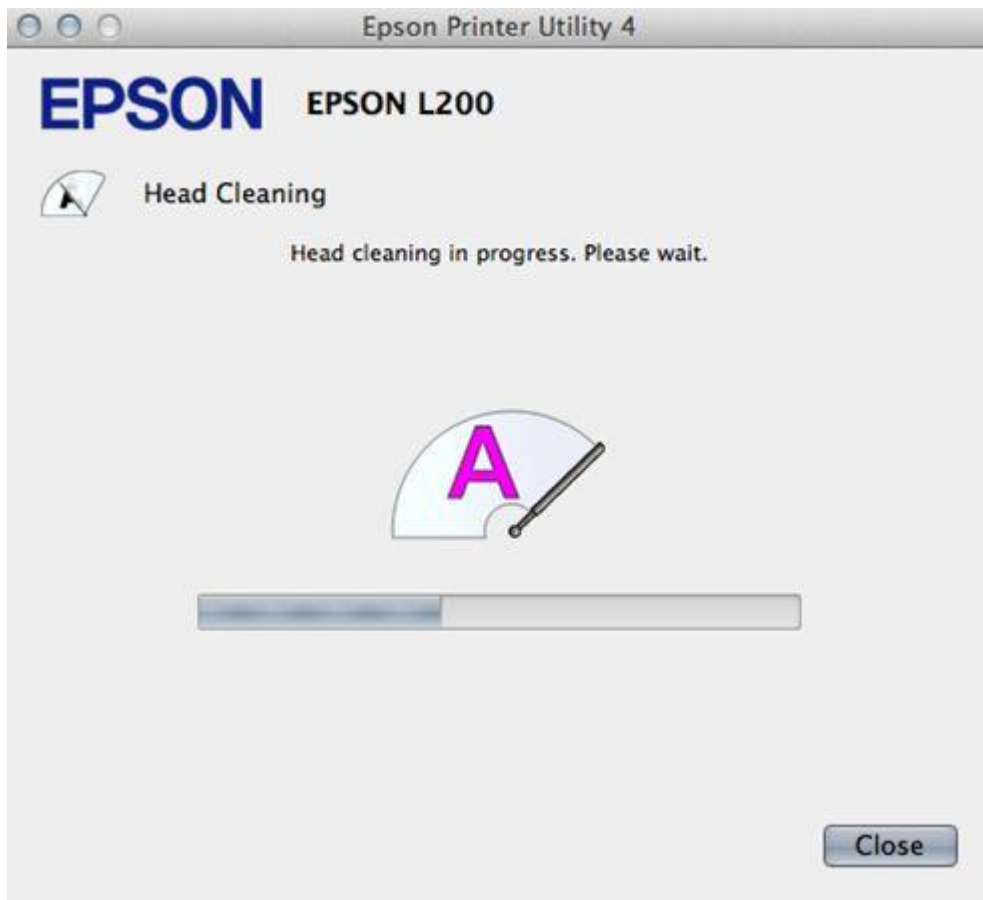 Epson Printer Utility 4
EPSON EPSON L200
Head Cleaning
Head cleaning in progress. Please wait.
A
Close